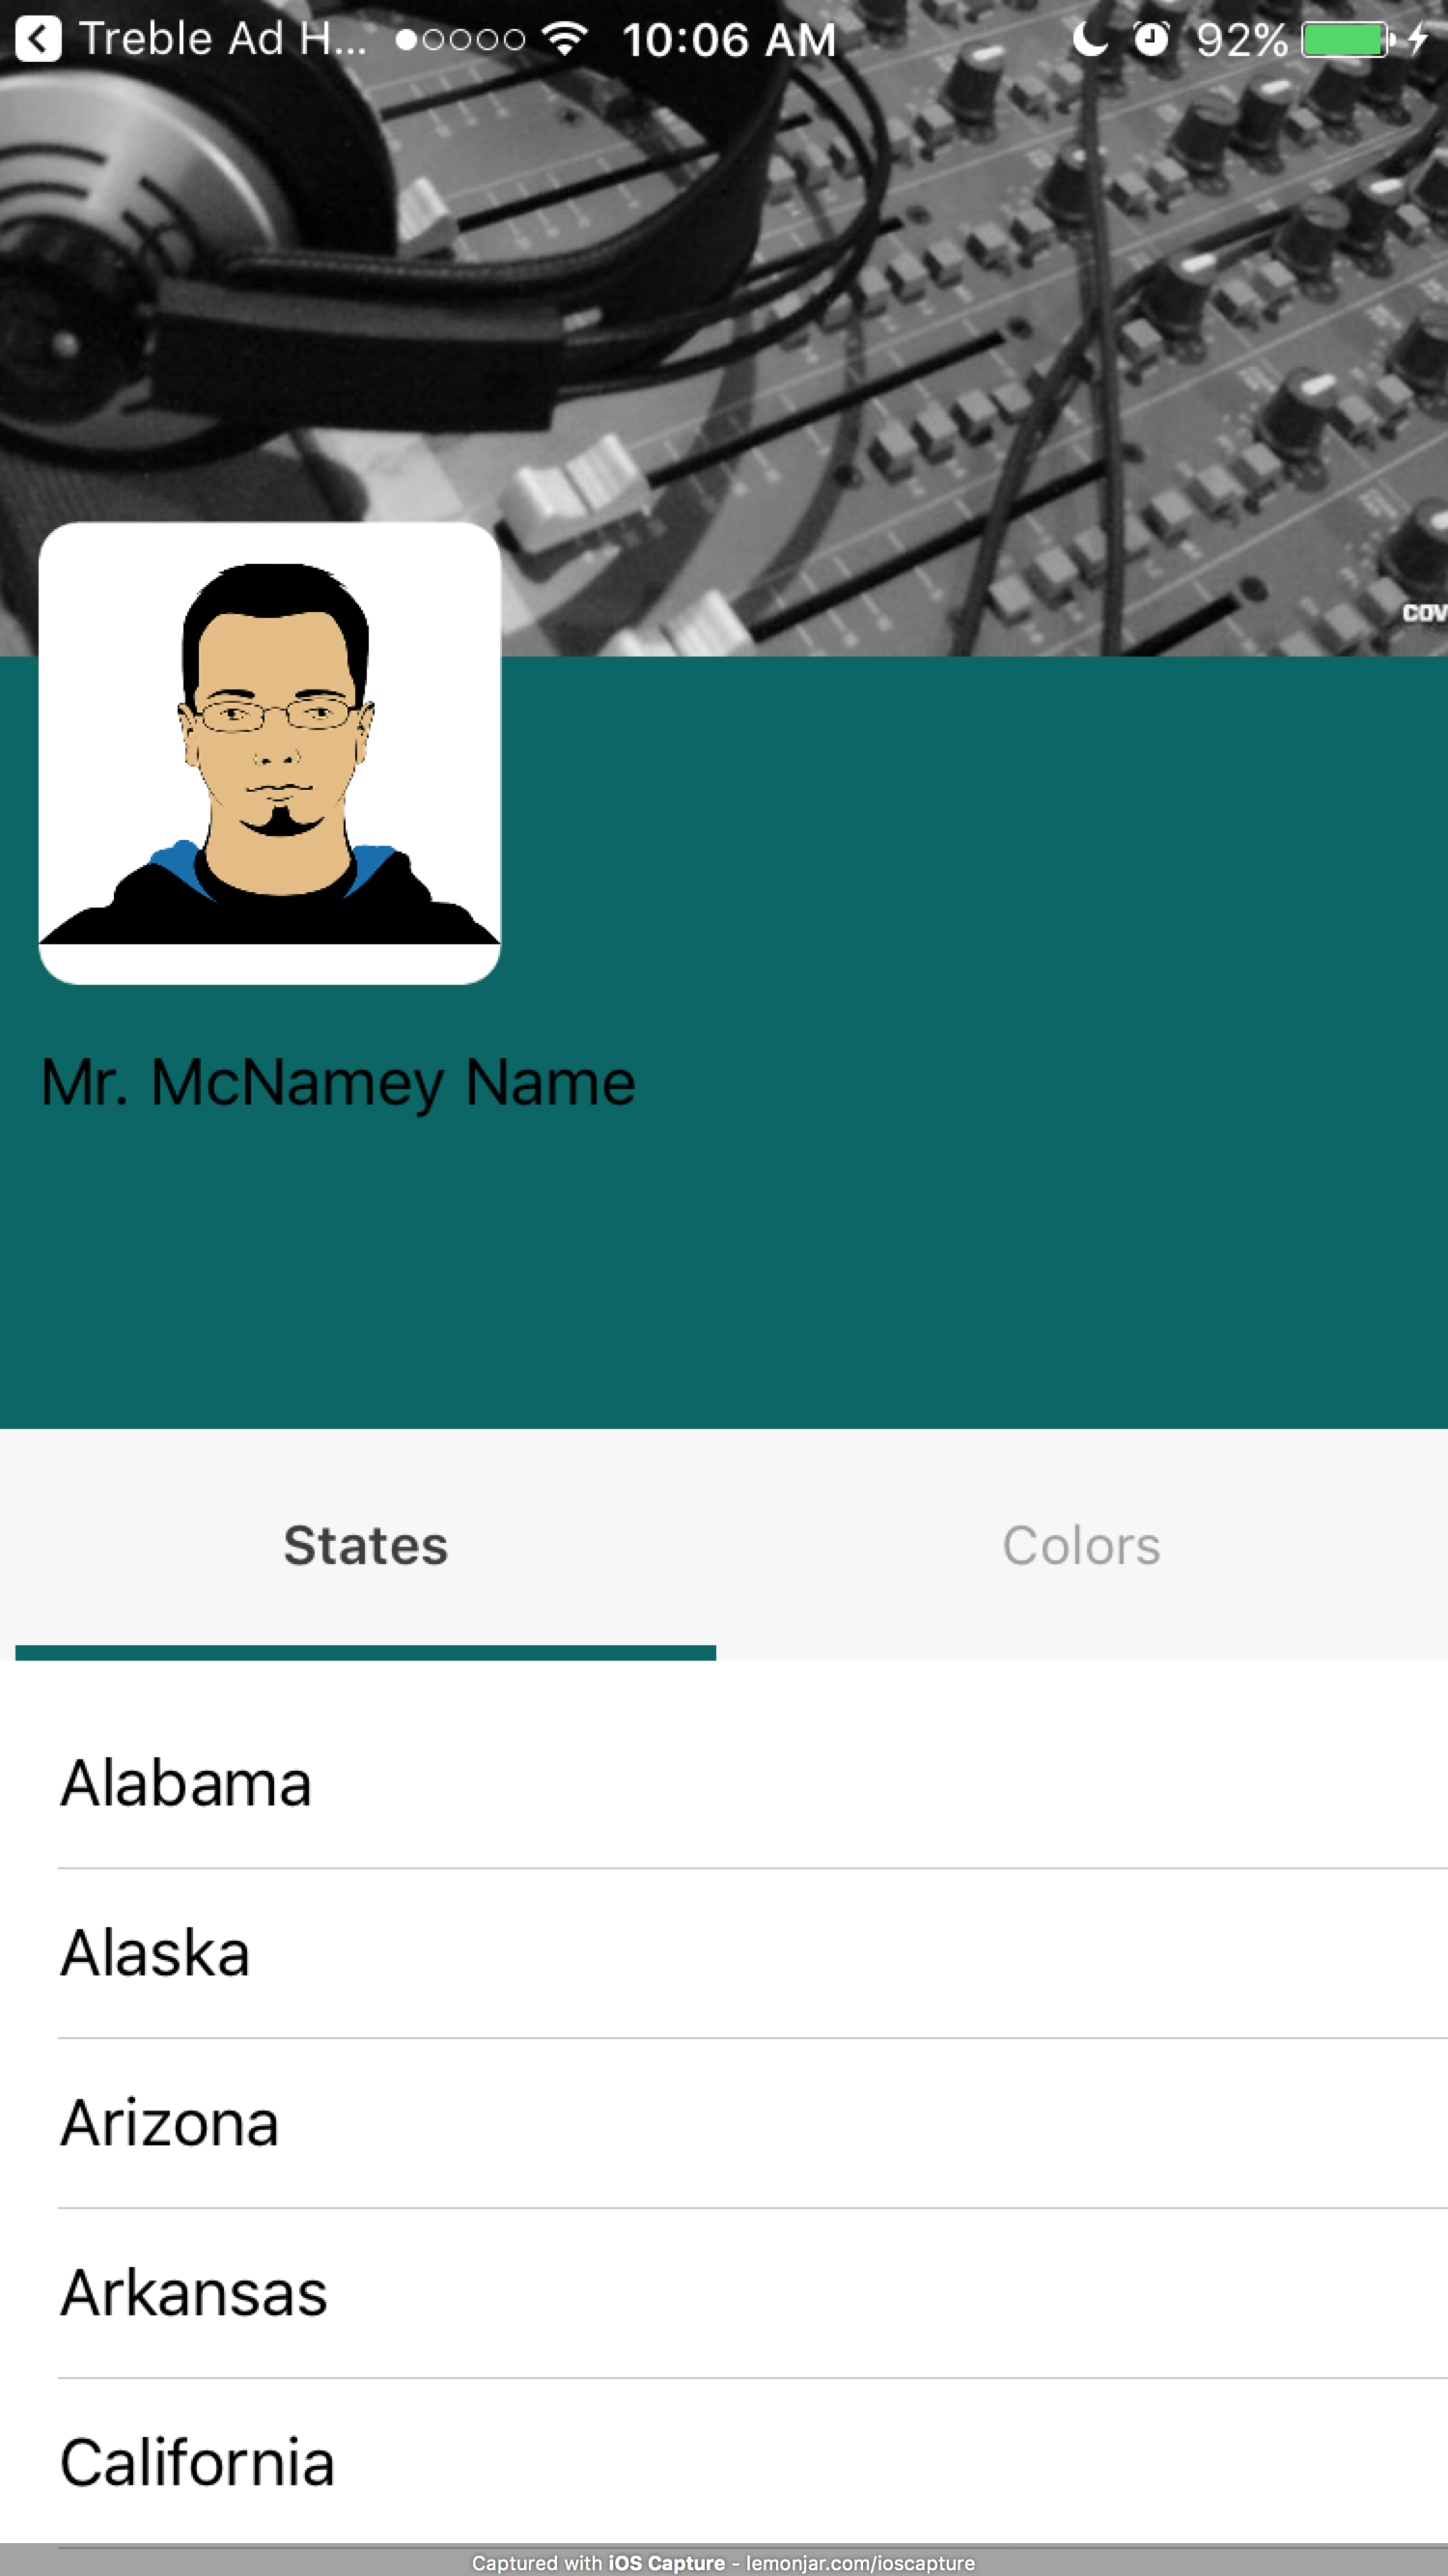 Treble Ad H... 10:06 AM 92%
COV
Mr. McNamey Name
States Colors
Alabama
Alaska
Arizona
Arkansas
California
Captured with iOS Capture - lemonjar.com/ioscapture